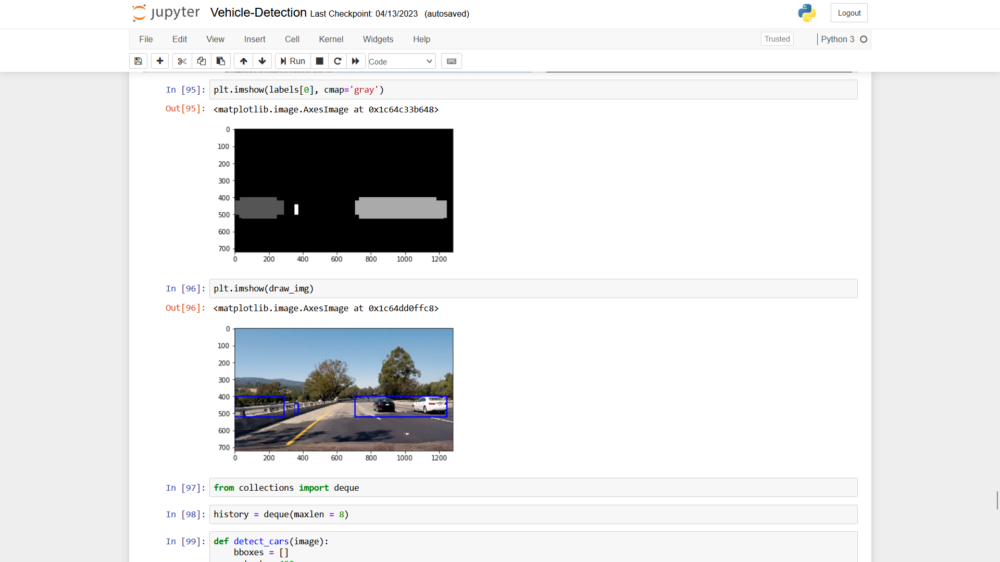 jupyter Vehicle-Detection Last Checkpoint: 04/13/2023 (autosaved)
Logout
File Edit View Insert Cell Kernel Widgets Help
Trusted
Python 3
Run
Code
In [95]: plt.imshow(labels[0], cmap='gray')
Out[95]: <matplotlib.image.AxesImage at 0x1c64c33b648>
0
100
200
300
400
500
600
700
0 200 400 600 800 1000 1200
In [96]: plt.imshow(draw_img)
Out[96]: <matplotlib.image.AxesImage at 0x1c64dd0ffc8>
0
100
200
300
400
500
600
700
0 200 400 600 800 1000 1200
In [97]: from collections import deque
In [98]: history = deque(maxlen = 8)
In [99]: def detect_cars(image):
bboxes = []